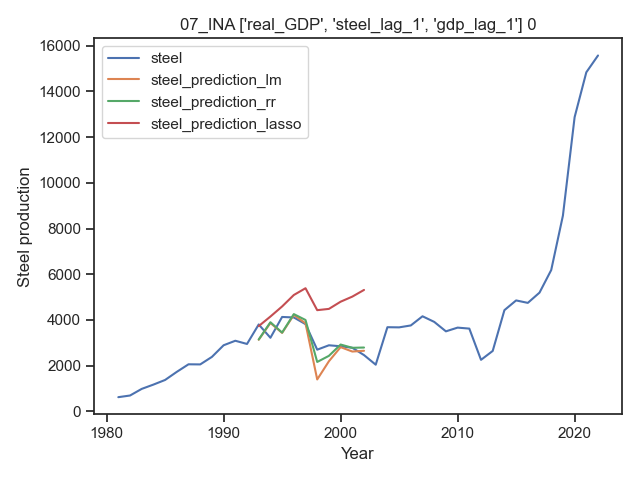 07_INA ['real_GDP', 'steel_lag_1', 'gdp_lag_1'] 0
steel
steel_prediction_lm
steel_prediction_rr
steel_prediction_lasso
Steel production
16000
14000
12000
10000
8000
6000
4000
2000
0
1980 1990 2000 2010 2020
Year